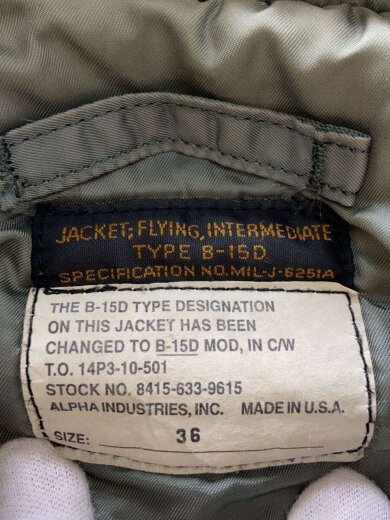 JACKET; FLYING, INTERMEDIATE
TYPE B-15D
SPECIFICATION NO. MIL-J-6251A
THE B-15D TYPE DESIGNATION
ON THIS JACKET HAS BEEN
CHANGED TO B-15D MOD, IN C/W
T.O. 14P3-10-501
STOCK NO. 8415-633-9615
ALPHA INDUSTRIES, INC. MADE IN U.S.A.
SIZE: 36